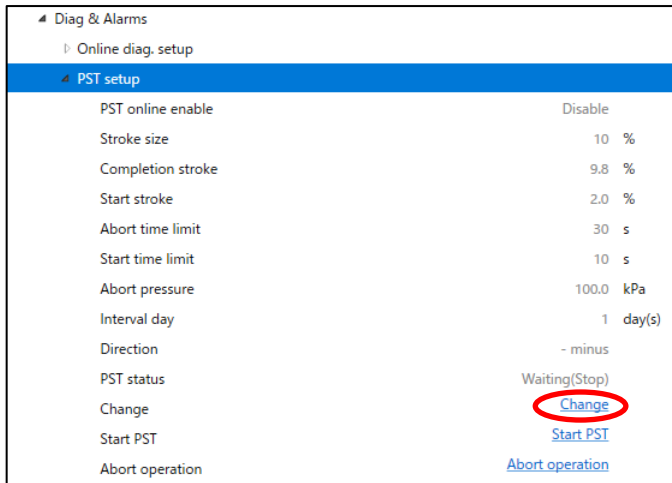 Diag & Alarms
Online diag. setup
PST setup
PST online enable Disable
Stroke size 10 %
Completion stroke 9.8 %
Start stroke 2.0 %
Abort time limit 30 s
Start time limit 10 s
Abort pressure 100.0 kPa
Interval day 1 day(s)
Direction - minus
PST status Waiting(Stop)
Change Change
Start PST Start PST
Abort operation Abort operation